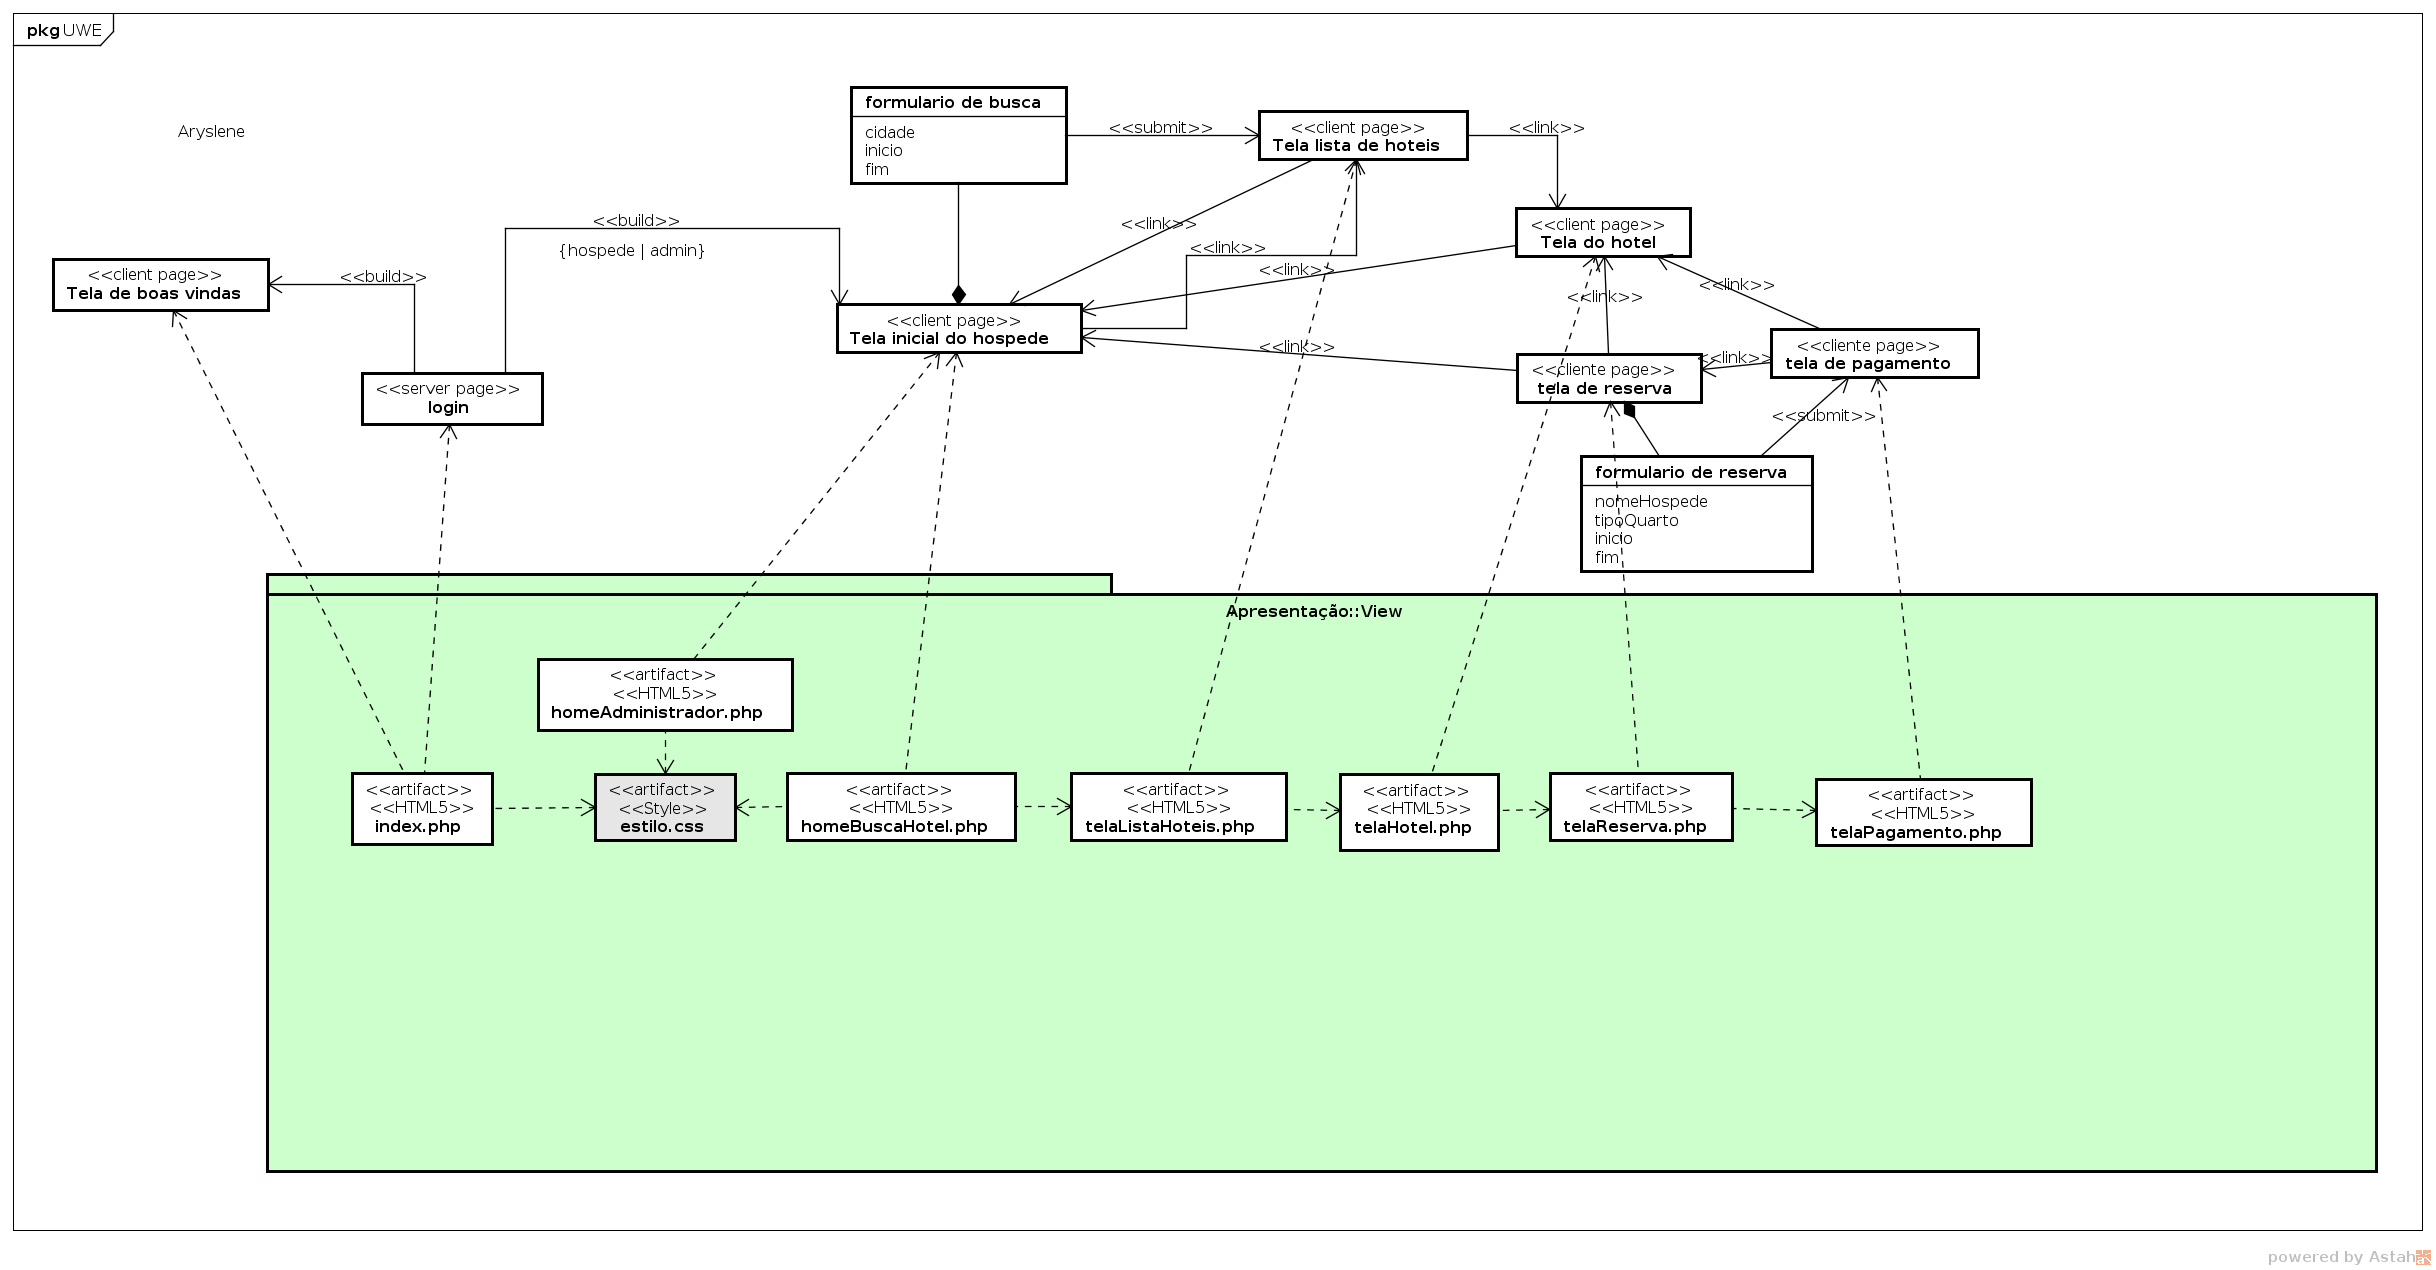 pkg UWE
Aryslene
formulario de busca
cidade
inicio
fim
<<submit>>
<<client page>>
Tela lista de hoteis
<<link>>
<<build>>
{hospede | admin}
<<link>>
<<link>>
<<client page>>
Tela do hotel
<<client page>>
Tela de boas vindas
<<build>>
<<link>>
<<link>>
<<link>>
<<client page>>
Tela inicial do hospede
<<link>>
<<cliente page>>
tela de pagamento
<<link>>
<<cliente page>>
tela de reserva
<<server page>>
login
<<submit>>
formulario de reserva
nomeHospede
tipoQuarto
inicio
fim
Apresentação::View
<<artifact>>
<<HTML5>>
homeAdministrador.php
<<artifact>>
<<HTML5>>
index.php
<<artifact>>
<<Style>>
estilo.css
<<artifact>>
<<HTML5>>
homeBuscaHotel.php
<<artifact>>
<<HTML5>>
telaListaHoteis.php
<<artifact>>
<<HTML5>>
telaHotel.php
<<artifact>>
<<HTML5>>
telaReserva.php
<<artifact>>
<<HTML5>>
telaPagamento.php
powered by Astah